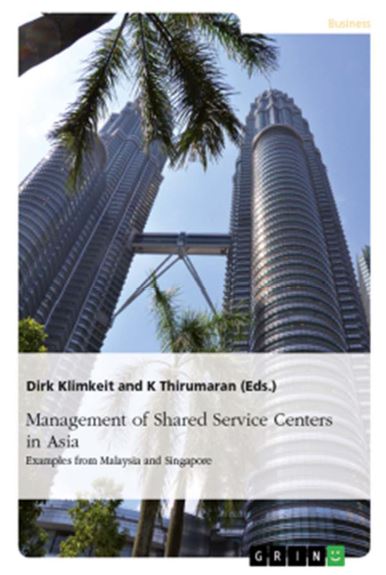 Business
Dirk Klimkeit and K Thirumaran (Eds.)
Management of Shared Service Centers
in Asia
Examples from Malaysia and Singapore
GRIN